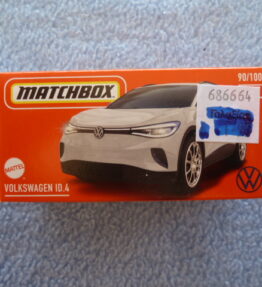 MATCHBOX
90/100
686664
MATTEL
VOLKSWAGEN ID.4